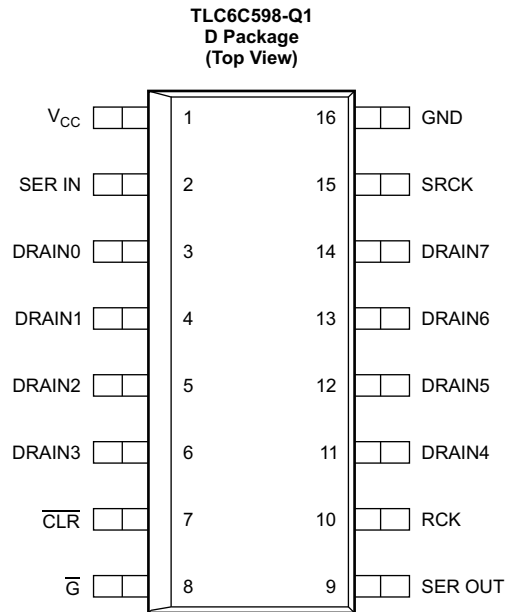 TLC6C598-Q1
D Package
(Top View)
VCC 1 16 GND
SER IN 2 15 SRCK
DRAIN0 3 14 DRAIN7
DRAIN1 4 13 DRAIN6
DRAIN2 5 12 DRAIN5
DRAIN3 6 11 DRAIN4
C̅L̅R̅ 7 10 RCK
G̅ 8 9 SER OUT